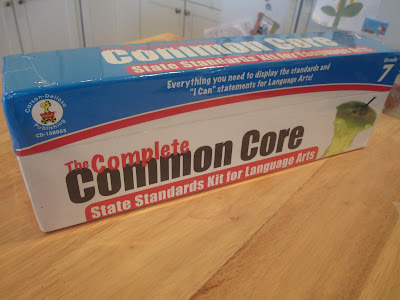 Common Core
State Standards Kit for Language Arts
Everything you need to display the standards and
"I Can" statements for Language Arts!
Grade
7
Carson-Dellosa
Publishing
CD-158055
The Complete
Common Core
State Standards Kit for Language Arts